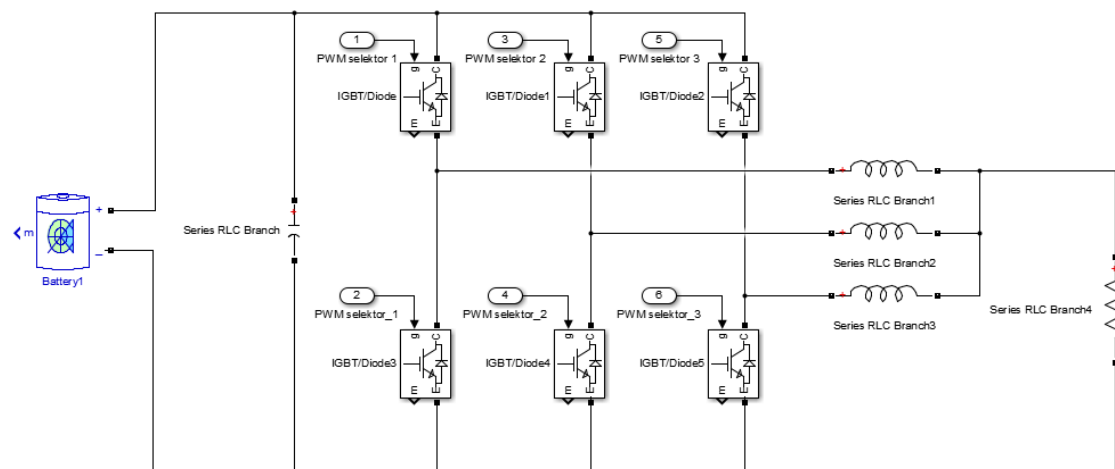 1
3
5
PWM selektor 1
PWM selektor 2
PWM selektor 3
g
C
g
C
g
C
IGBT/Diode
IGBT/Diode1
IGBT/Diode2
m
E
m
E
m
E
+
Series RLC Branch1
+
m
+
Series RLC Branch
+
Series RLC Branch2
–
Battery1
+
+
2
4
6
Series RLC Branch3
Series RLC Branch4
PWM selektor_1
PWM selektor_2
PWM selektor_3
g
C
g
C
g
C
IGBT/Diode3
IGBT/Diode4
IGBT/Diode5
m
E
m
E
m
E